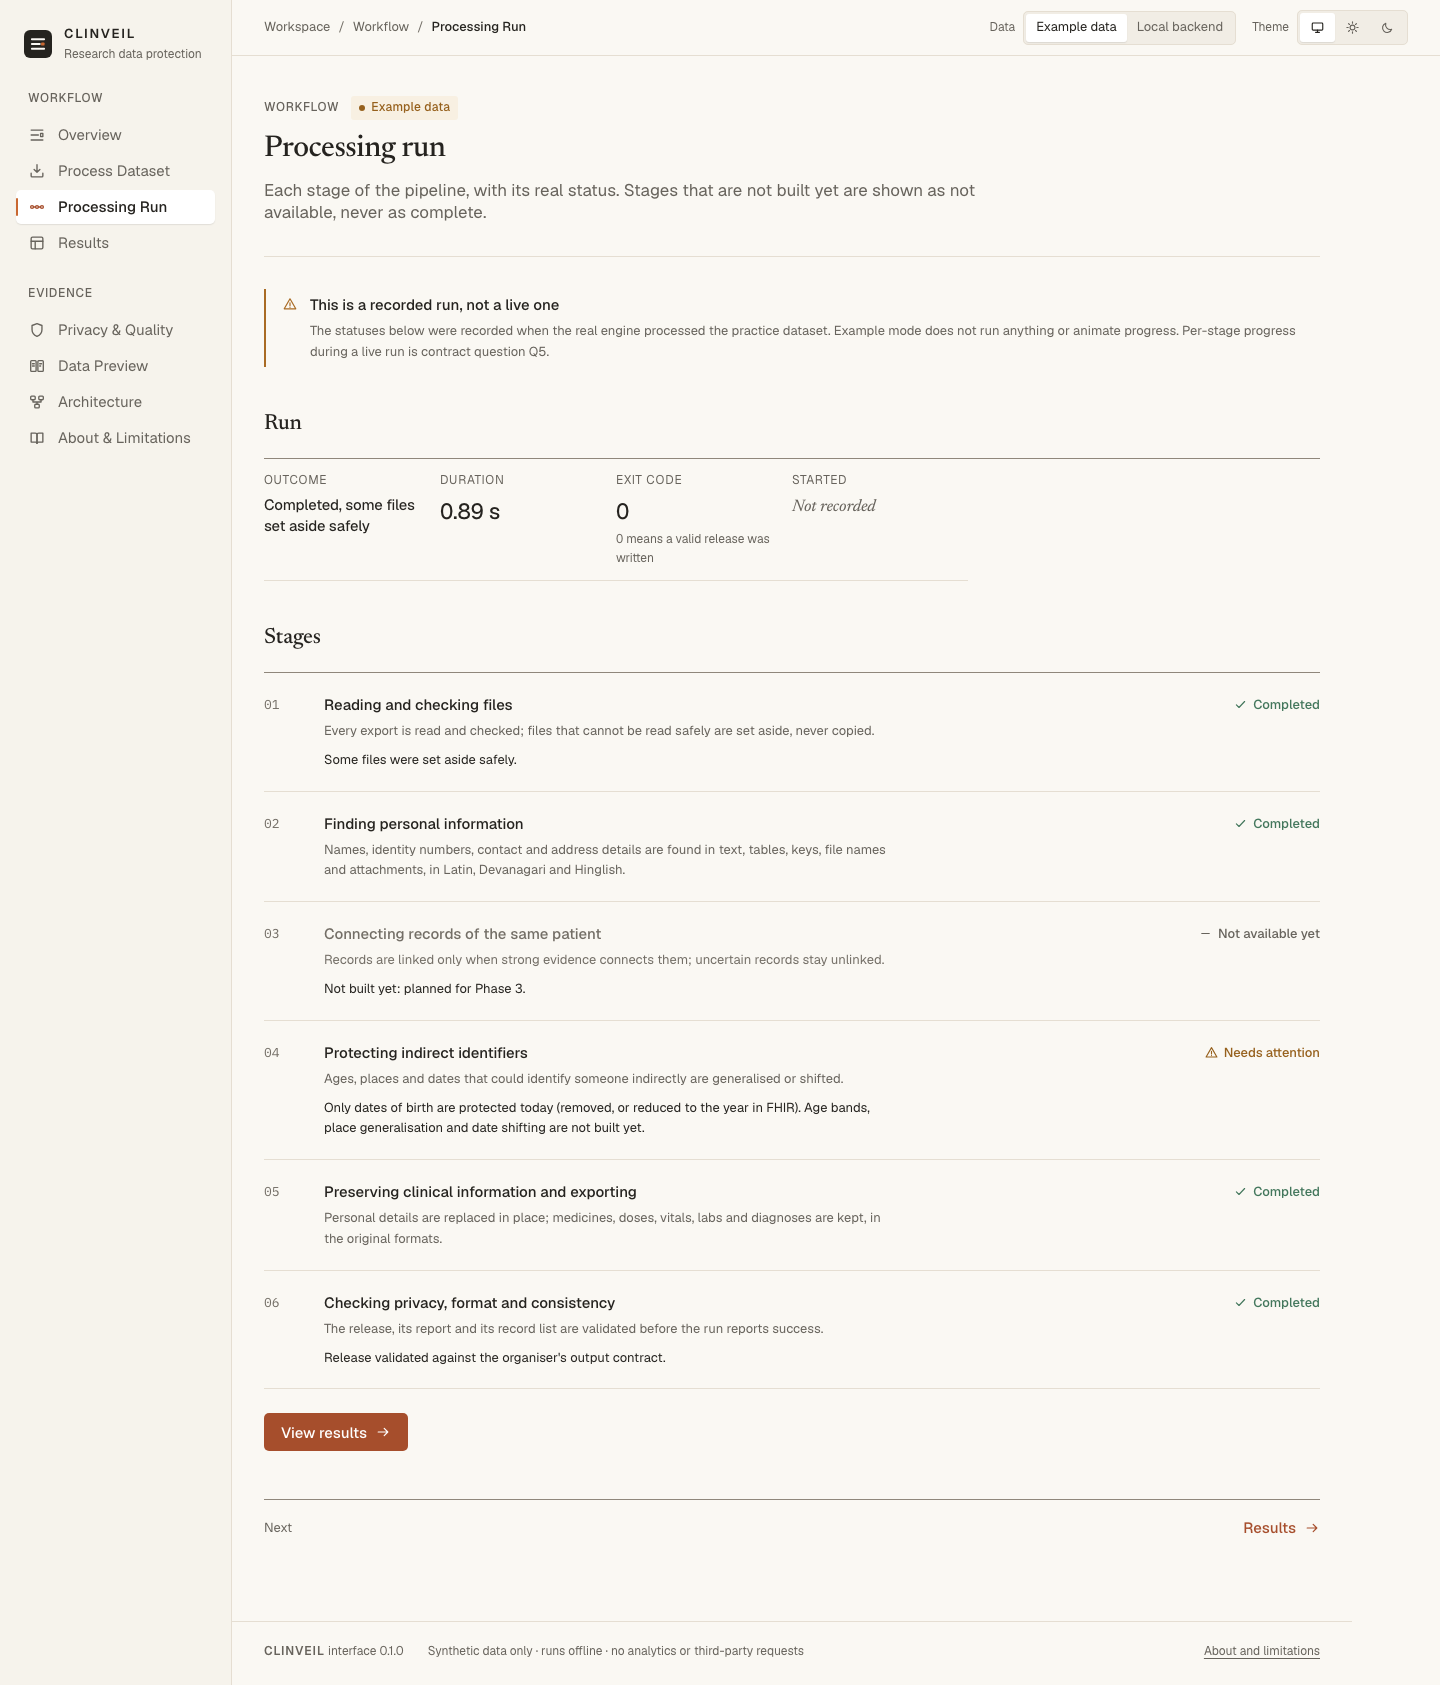 CLINVEIL
Research data protection
WORKFLOW
Overview
Process Dataset
Processing Run
Results
EVIDENCE
Privacy & Quality
Data Preview
Architecture
About & Limitations
Workspace / Workflow / Processing Run
Data Example data Local backend Theme
WORKFLOW Example data
Processing run
Each stage of the pipeline, with its real status. Stages that are not built yet are shown as not
available, never as complete.
This is a recorded run, not a live one
The statuses below were recorded when the real engine processed the practice dataset. Example mode does not run anything or animate progress. Per-stage progress
during a live run is contract question Q5.
Run
OUTCOME DURATION EXIT CODE STARTED
Completed, some files
set aside safely
0.89 s
0
0 means a valid release was
written
Not recorded
Stages
01 Reading and checking files Completed
Every export is read and checked; files that cannot be read safely are set aside, never copied.
Some files were set aside safely.
02 Finding personal information Completed
Names, identity numbers, contact and address details are found in text, tables, keys, file names
and attachments, in Latin, Devanagari and Hinglish.
03 Connecting records of the same patient Not available yet
Records are linked only when strong evidence connects them; uncertain records stay unlinked.
Not built yet: planned for Phase 3.
04 Protecting indirect identifiers Needs attention
Ages, places and dates that could identify someone indirectly are generalised or shifted.
Only dates of birth are protected today (removed, or reduced to the year in FHIR). Age bands,
place generalisation and date shifting are not built yet.
05 Preserving clinical information and exporting Completed
Personal details are replaced in place; medicines, doses, vitals, labs and diagnoses are kept, in
the original formats.
06 Checking privacy, format and consistency Completed
The release, its report and its record list are validated before the run reports success.
Release validated against the organiser's output contract.
View results →
Next Results →
CLINVEIL interface 0.1.0 Synthetic data only · runs offline · no analytics or third-party requests About and limitations